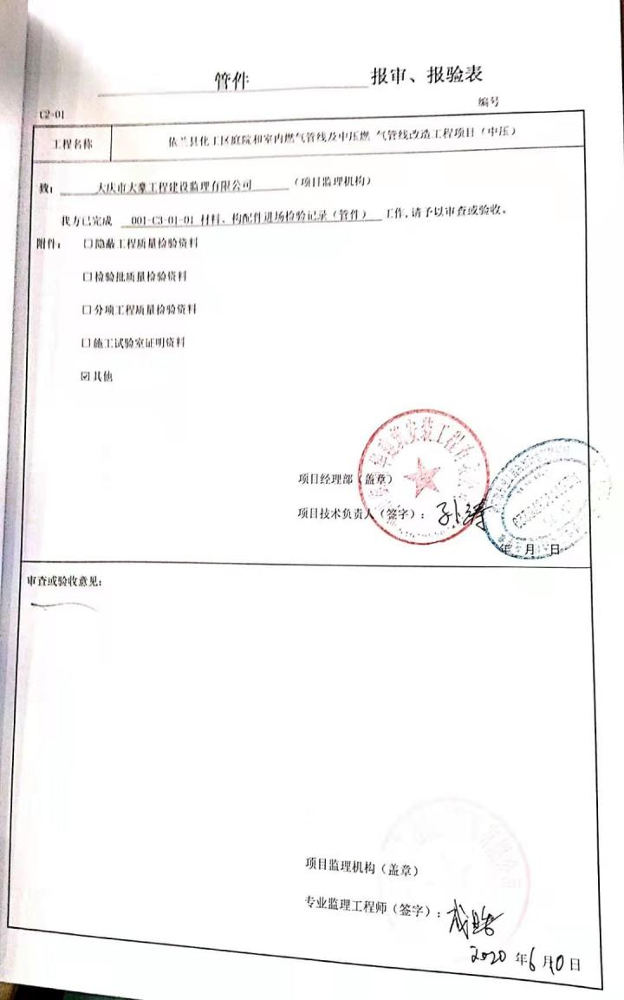 管件 报审、报验表
编号
C2-01
工程名称 依兰县化工区庭院和室内燃气管线及中压燃 气管线改造工程项目（中压）
致： 大庆市大豪工程建设监理有限公司 （项目监理机构）
我方已完成 001-C3-01-01 材料、构配件进场检验记录（管件） 工作，请予以审查或验收。
附件： □隐蔽工程质量检验资料
□检验批质量检验资料
□分项工程质量检验资料
□施工试验室证明资料
☑其他
建筑安装工程有
项目经理部（盖章）
项目技术负责人（签字）： 孙涛
年 月 日
审查或验收意见：
项目监理机构（盖章）
专业监理工程师（签字）：
2020 年6月10日